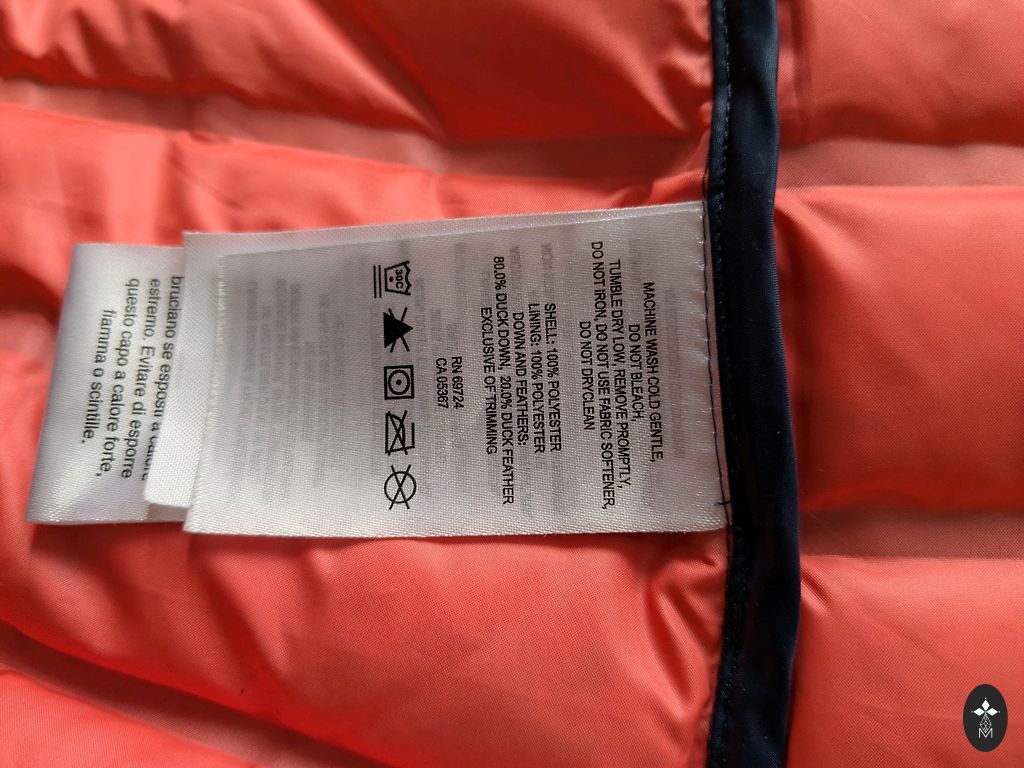 MACHINE WASH COLD GENTLE,
DO NOT BLEACH,
TUMBLE DRY LOW, REMOVE PROMPTLY,
DO NOT IRON, DO NOT USE FABRIC SOFTENER,
DO NOT DRYCLEAN
SHELL: 100% POLYESTER
LINING: 100% POLYESTER
DOWN AND FEATHERS:
80.0% DUCK DOWN, 20.0% DUCK FEATHER
EXCLUSIVE OF TRIMMING
RN 69724
CA 05367
30C
bruciano se esposti a calore
estremo. Evitare di esporre
questo capo a calore forte,
fiamma o scintille.
M